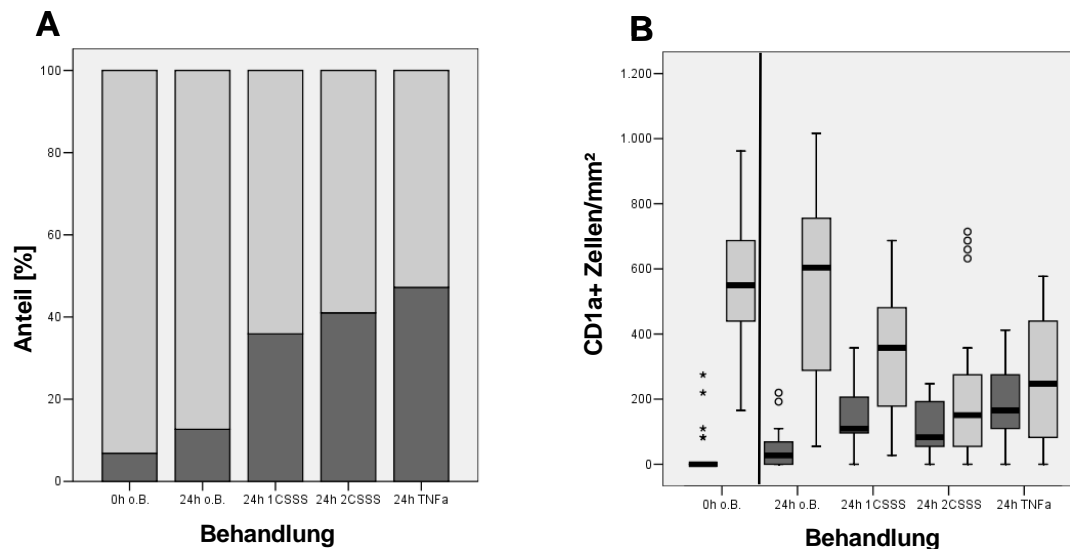 A
100
80
60
40
20
0
Anteil [%]
0h o.B. 24h o.B. 24h 1CSSS 24h 2CSSS 24h TNFa
Behandlung
B
1.200
1.000
800
600
400
200
0
CD1a+ Zellen/mm²
0h o.B. 24h o.B. 24h 1CSSS 24h 2CSSS 24h TNFa
Behandlung